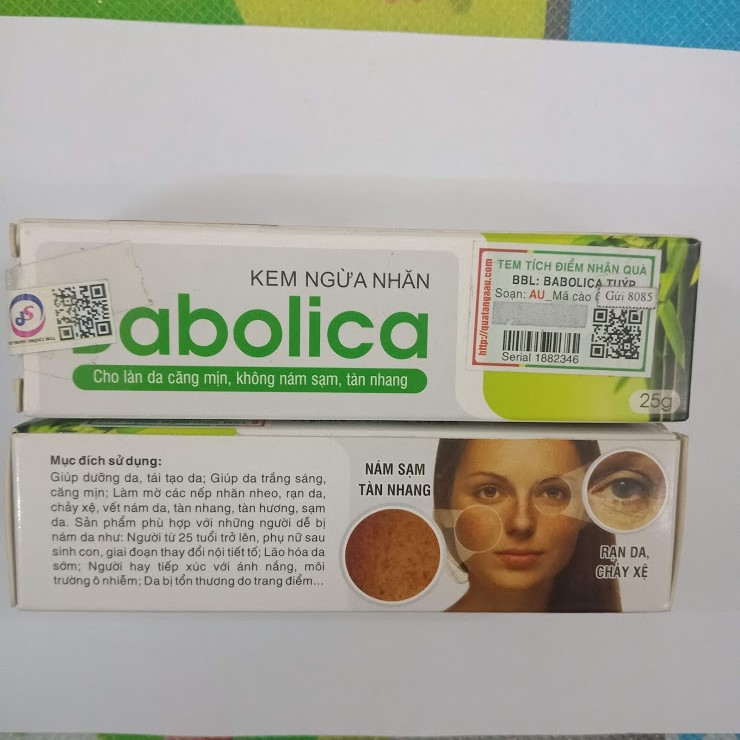 KEM NGỪA NHĂN
Babolica
Cho làn da căng mịn, không nám sạm, tàn nhang
http://quatangaau.com
TEM TÍCH ĐIỂM NHẬN QUÀ
BBL: BABOLICA TUÝP
Soạn: AU_Mã cào
Gửi 8085
Serial 1882346
25g
SP
Mục đích sử dụng:
Giúp dưỡng da, tái tạo da; Giúp da trắng sáng,
căng mịn; Làm mờ các nếp nhăn nheo, rạn da,
chảy xệ, vết nám da, tàn nhang, tàn hương, sạm
da. Sản phẩm phù hợp với những người dễ bị
nám da như: Người từ 25 tuổi trở lên, phụ nữ sau
sinh con, giai đoạn thay đổi nội tiết tố; Lão hóa da
sớm; Người hay tiếp xúc với ánh nắng, môi
trường ô nhiễm; Da bị tổn thương do trang điểm...
NÁM SẠM
TÀN NHANG
RẠN DA,
CHẢY XỆ